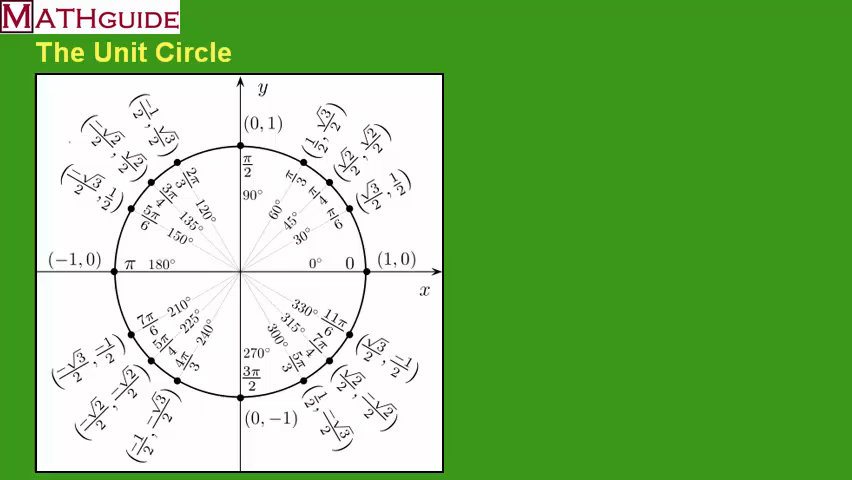 MATHGUIDE
The Unit Circle
y
(0, 1)
(-1/2, √3/2)
(1/2, √3/2)
(-√2/2, √2/2)
(√2/2, √2/2)
(-√3/2, 1/2)
(√3/2, 1/2)
π/2
90°
2π/3
120°
π/3
60°
3π/4
135°
π/4
45°
5π/6
150°
π/6
30°
(-1, 0)
π
180°
0°
0
(1, 0)
x
7π/6
210°
330°
11π/6
5π/4
225°
315°
7π/4
4π/3
240°
300°
5π/3
270°
3π/2
(-√3/2, -1/2)
(√3/2, -1/2)
(-√2/2, -√2/2)
(√2/2, -√2/2)
(-1/2, -√3/2)
(1/2, -√3/2)
(0, -1)